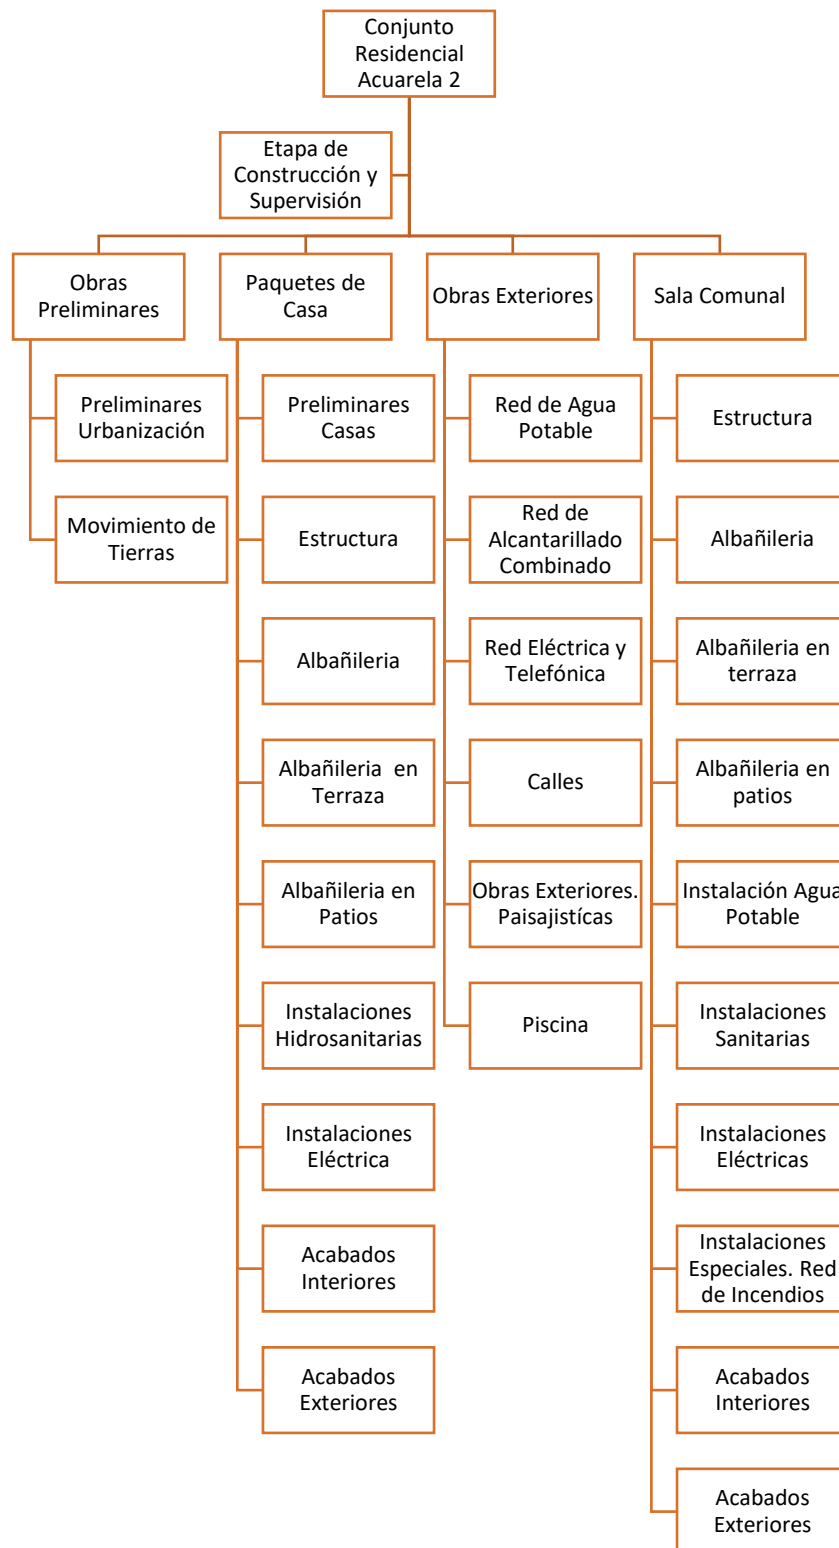 Conjunto
Residencial
Acuarela 2
Etapa de
Construcción y
Supervisión
Obras
Preliminares
Preliminares
Urbanización
Movimiento de
Tierras
Paquetes de
Casa
Preliminares
Casas
Estructura
Albañileria
Albañileria  en
Terraza
Albañileria en
Patios
Instalaciones
Hidrosanitarias
Instalaciones
Eléctrica
Acabados
Interiores
Acabados
Exteriores
Obras Exteriores
Red de Agua
Potable
Red de
Alcantarillado
Combinado
Red Eléctrica y
Telefónica
Calles
Obras Exteriores.
Paisajistícas
Piscina
Sala Comunal
Estructura
Albañileria
Albañileria en
terraza
Albañileria en
patios
Instalación Agua
Potable
Instalaciones
Sanitarias
Instalaciones
Eléctricas
Instalaciones
Especiales. Red
de Incendios
Acabados
Interiores
Acabados
Exteriores